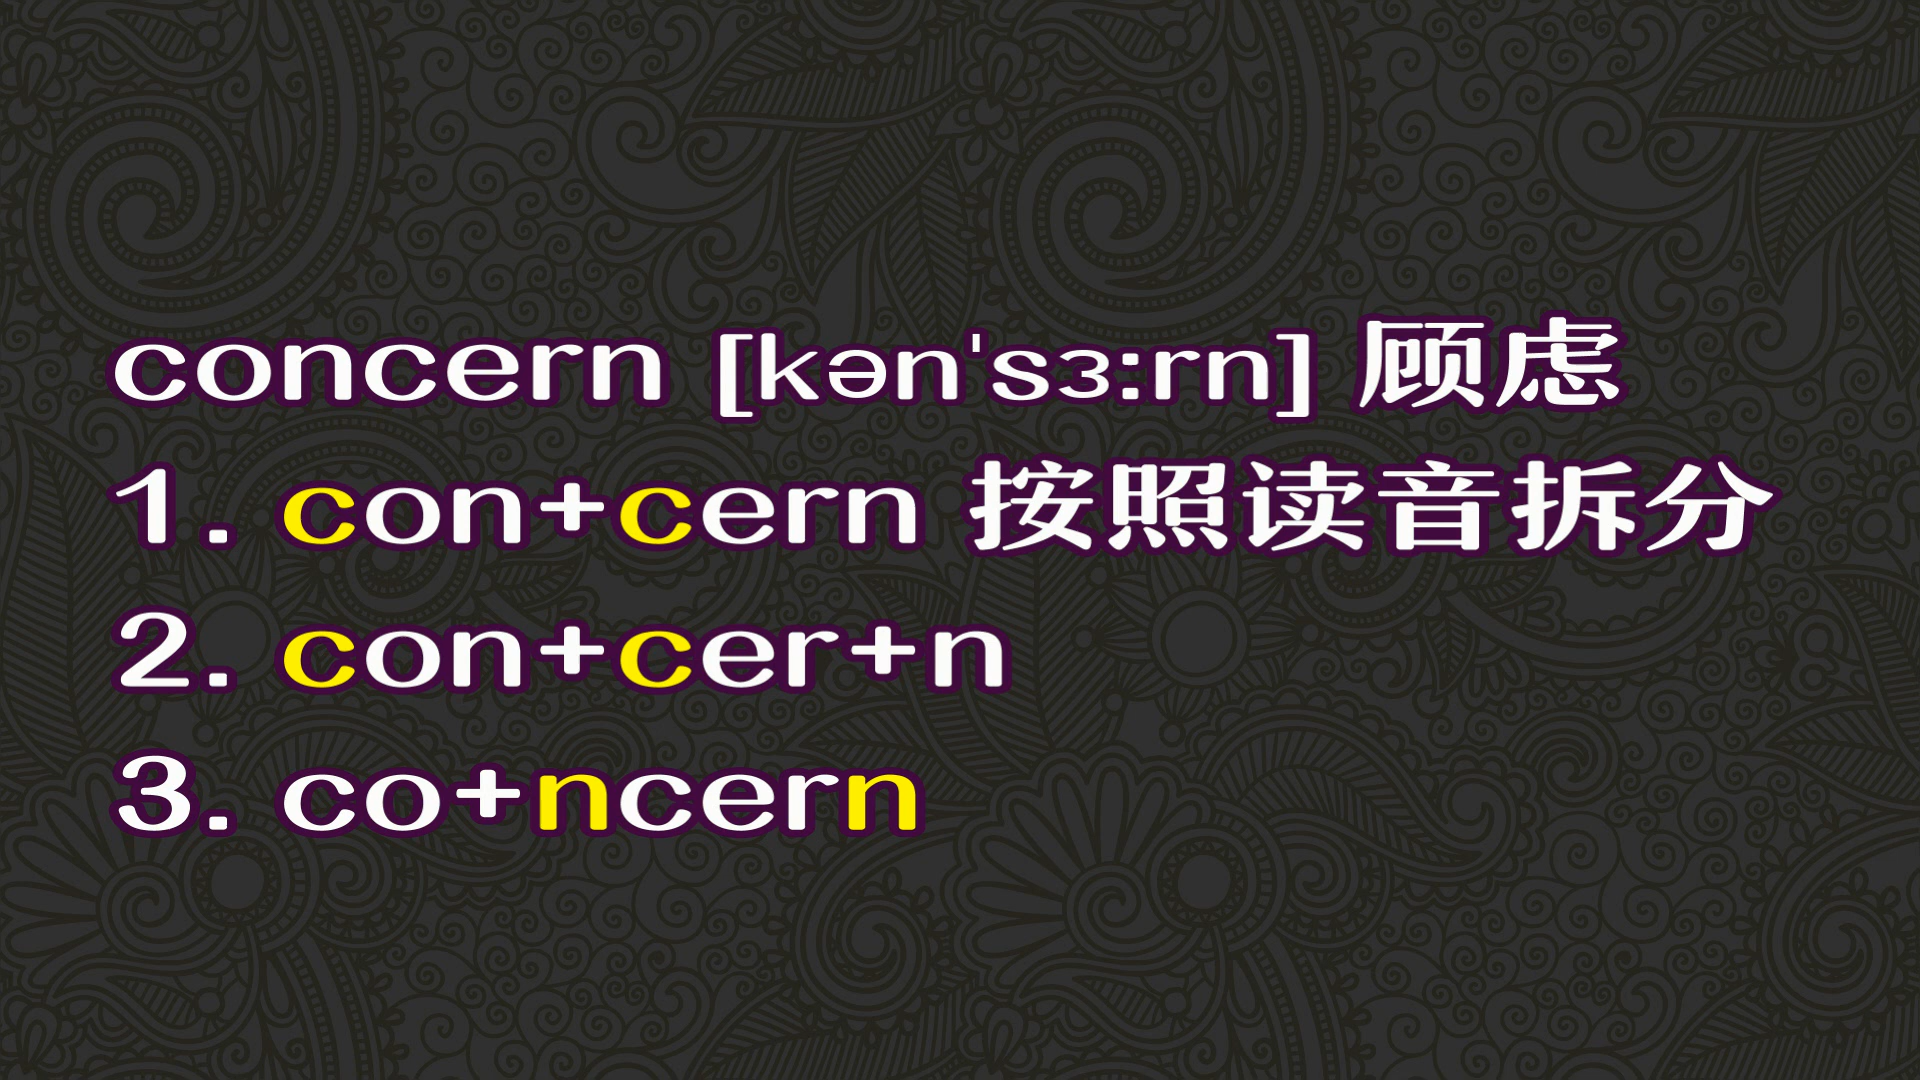 concern [kən'sɜ:rn] 顾虑
1. con+cern 按照读音拆分
2. con+cer+n
3. co+ncern